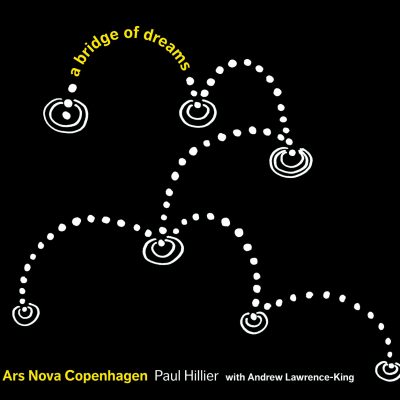 a bridge of dreams
Ars Nova Copenhagen Paul Hillier with Andrew Lawrence-King